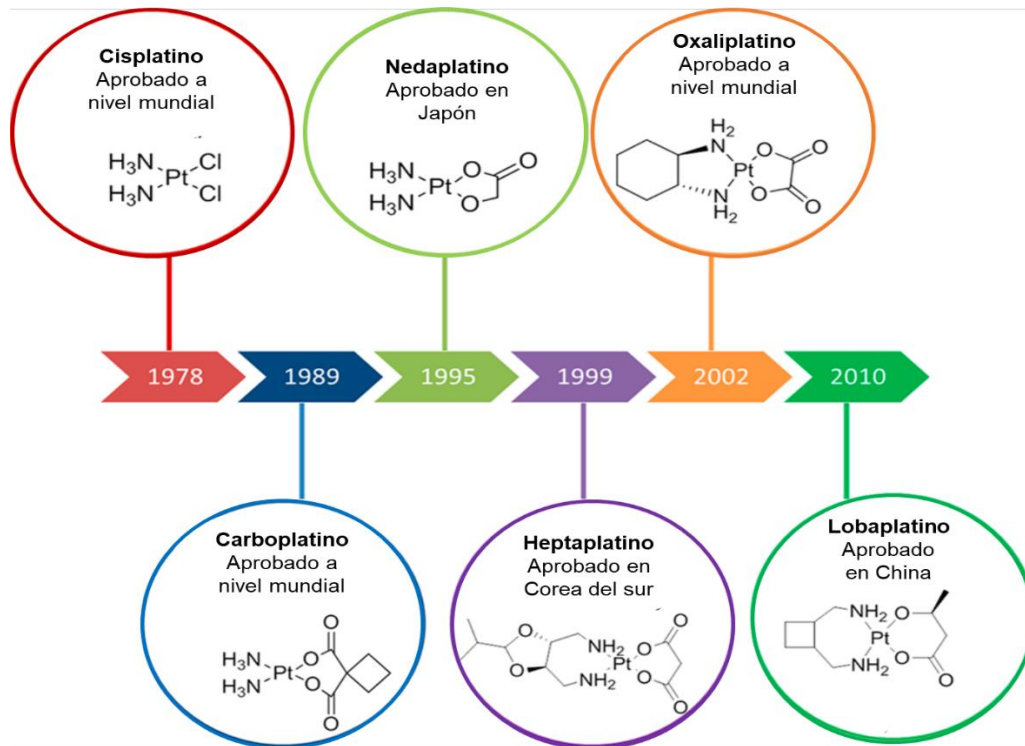 Cisplatino
Aprobado a
nivel mundial
H₃N
H₃N
Pt
Cl
Cl
Nedaplatino
Aprobado en
Japón
H₃N
H₃N
Pt
O
O
O
Oxaliplatino
Aprobado a
nivel mundial
H₂
N
N
H₂
Pt
O
O
O
O
1978
1989
1995
1999
2002
2010
Carboplatino
Aprobado a
nivel mundial
H₃N
H₃N
Pt
O
O
O
O
Heptaplatino
Aprobado en
Corea del sur
O
O
NH₂
NH₂
Pt
O
O
O
O
Lobaplatino
Aprobado
en China
NH₂
NH₂
Pt
O
O
O